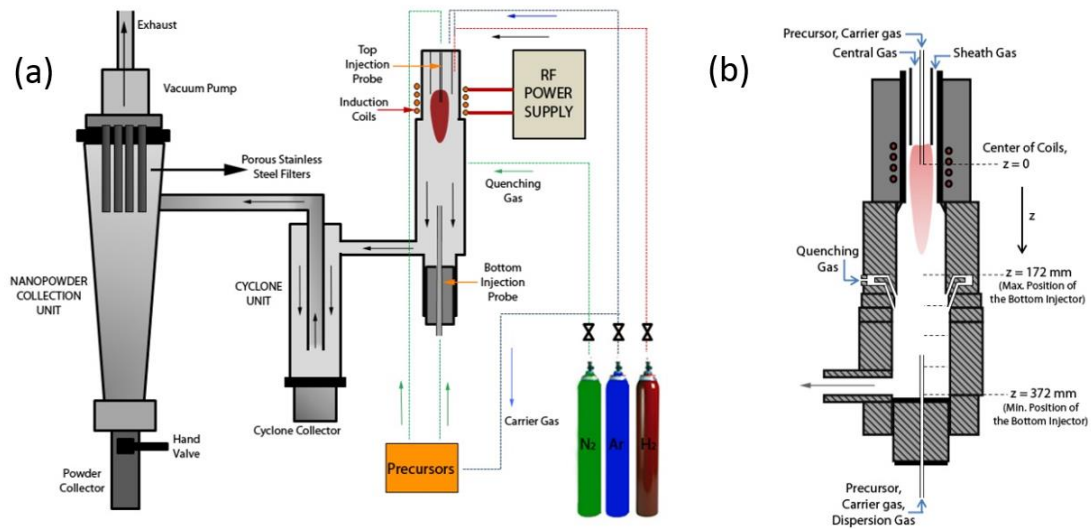 (a)
Exhaust
Vacuum Pump
Porous Stainless
Steel Filters
NANOPOWDER
COLLECTION
UNIT
CYCLONE
UNIT
Hand
Valve
Powder
Collector
Cyclone Collector
Top
Injection
Probe
Induction
Coils
RF
POWER
SUPPLY
Quenching
Gas
Bottom
Injection
Probe
Carrier Gas
Precursors
N₂
Ar
H₂
(b)
Precursor, Carrier gas
Central Gas
Sheath Gas
Center of Coils,
z = 0
z
Quenching
Gas
z = 172 mm
(Max. Position of
the Bottom Injector)
z = 372 mm
(Min. Position of
the Bottom Injector)
Precursor,
Carrier gas,
Dispersion Gas